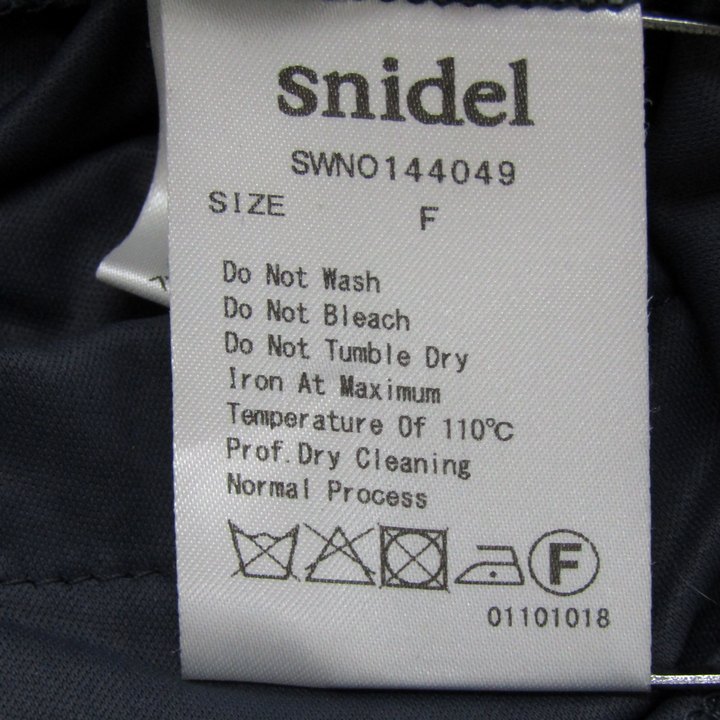 snidel
SWNO144049
SIZE F
Do Not Wash
Do Not Bleach
Do Not Tumble Dry
Iron At Maximum
Temperature Of 110℃
Prof.Dry Cleaning
Normal Process
F
01101018